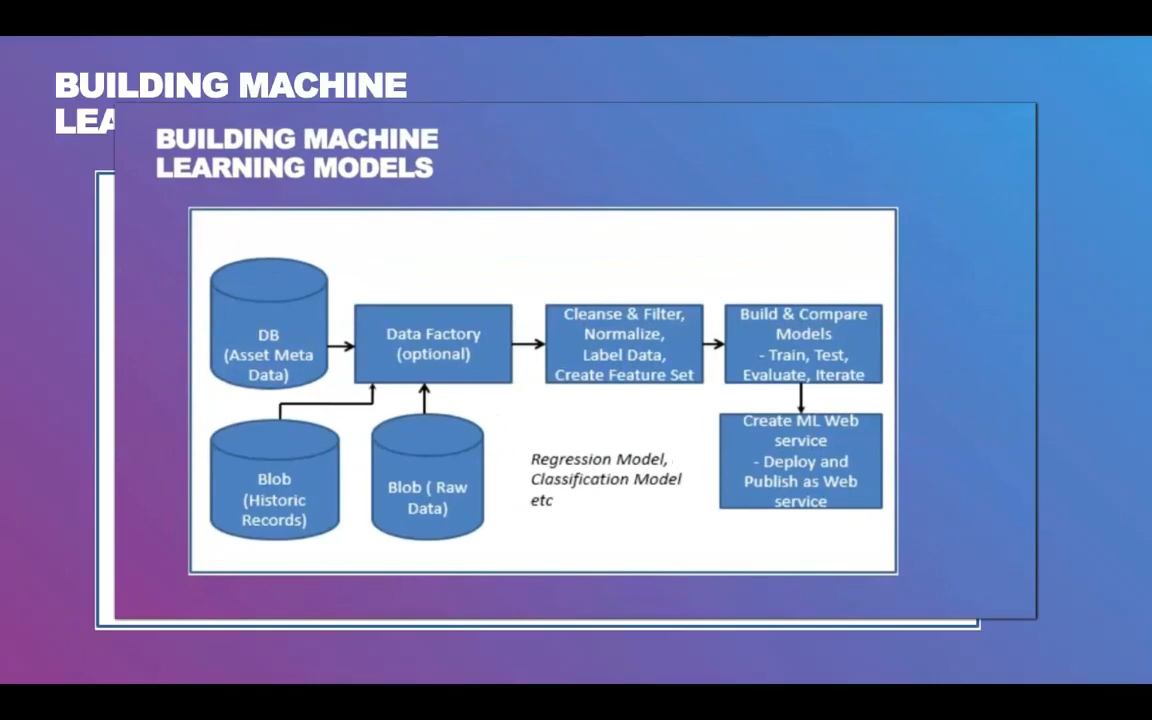 BUILDING MACHINE
LEA
BUILDING MACHINE
LEARNING MODELS
DB
(Asset Meta
Data)
Data Factory
(optional)
Cleanse & Filter,
Normalize,
Label Data,
Create Feature Set
Build & Compare
Models
- Train, Test,
Evaluate, Iterate
Blob
(Historic
Records)
Blob ( Raw
Data)
Regression Model,
Classification Model
etc
Create ML Web
service
- Deploy and
Publish as Web
service